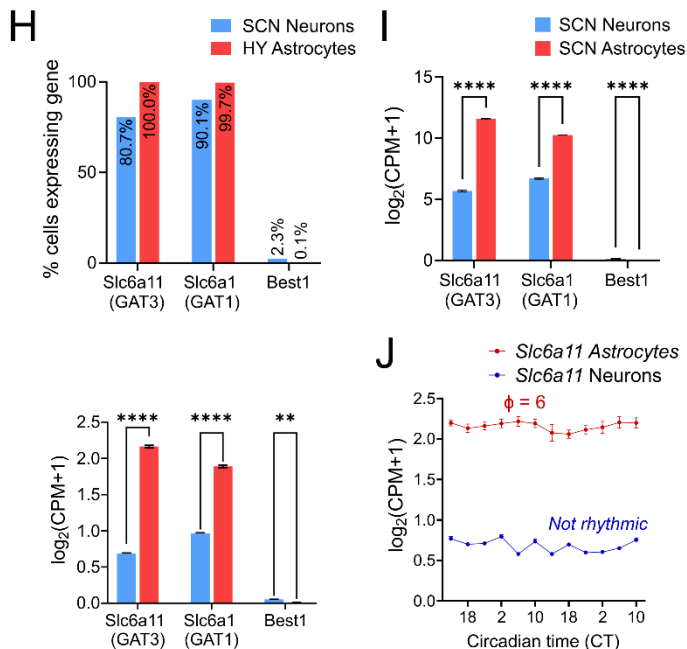 H
SCN Neurons
HY Astrocytes
% cells expressing gene
100
50
0
80.7%
100.0%
90.1%
99.7%
2.3%
0.1%
Slc6a11
(GAT3)
Slc6a1
(GAT1)
Best1
I
SCN Neurons
SCN Astrocytes
log2(CPM+1)
15
10
5
0
****
****
****
Slc6a11
(GAT3)
Slc6a1
(GAT1)
Best1
log2(CPM+1)
2.5
2.0
1.5
1.0
0.5
0.0
****
****
**
Slc6a11
(GAT3)
Slc6a1
(GAT1)
Best1
J
Slc6a11 Astrocytes
Slc6a11 Neurons
log2(CPM+1)
2.5
2.0
1.5
1.0
0.5
0.0
ϕ = 6
Not rhythmic
18 2 10 18 2 10
Circadian time (CT)